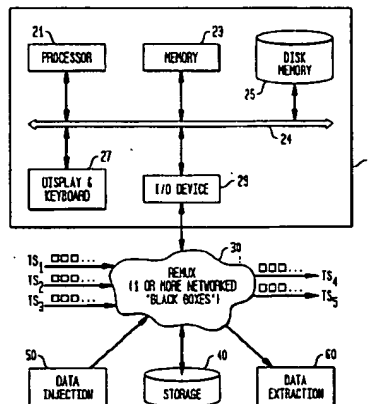 21
PROCESSOR
23
MEMORY
DISK
MEMORY
25
24
27
DISPLAY &
KEYBOARD
29
I/O DEVICE
30
TS1
TS2
TS3
REMUX
(1 OR MORE NETWORKED
"BLACK BOXES")
TS4
TS5
50
DATA
INJECTION
40
STORAGE
60
DATA
EXTRACTION